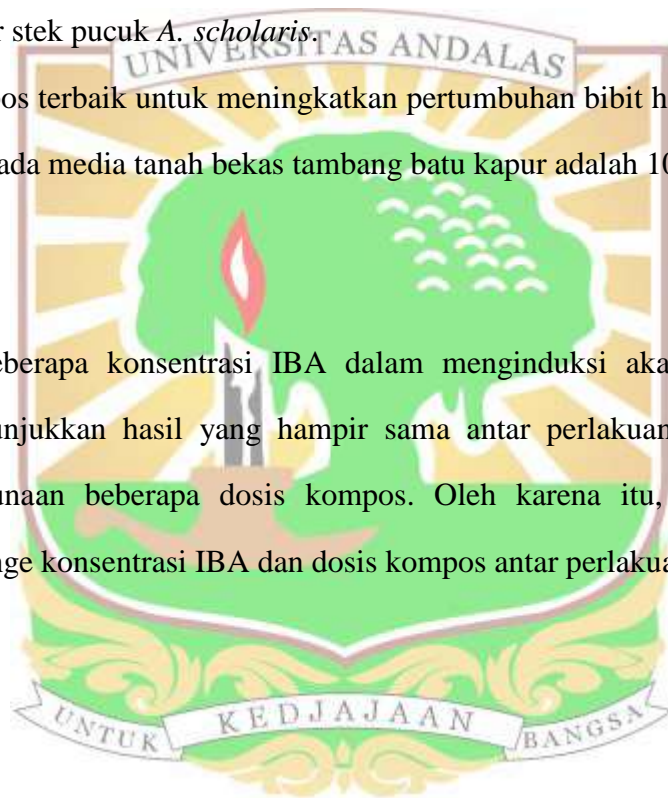 r stek pucuk A. scholaris.
UNIVERSITAS ANDALAS
os terbaik untuk meningkatkan pertumbuhan bibit h
ada media tanah bekas tambang batu kapur adalah 10
eberapa konsentrasi IBA dalam menginduksi aka
unjukkan hasil yang hampir sama antar perlakuan
unaan beberapa dosis kompos. Oleh karena itu,
nge konsentrasi IBA dan dosis kompos antar perlakua
UNTUK KEDJAJAAN BANGSA